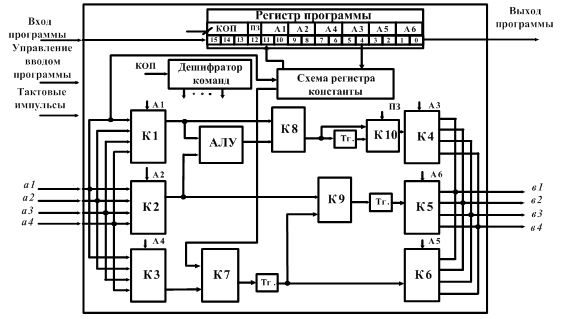 Регистр программы
КОП ПЗ А1 А2 А4 А3 А5 А6
15 14 13 12 11 10 9 8 7 6 5 4 3 2 1 0
Вход
программы
Управление
вводом
программы
Тактовые
импульсы
Выход
программы
КОП
Дешифратор
команд
Схема регистра
константы
А1
К1
АЛУ
К8
Тг.
ПЗ
К10
А3
К4
а1
а2
а3
а4
А2
К2
К9
Тг.
А6
К5
в1
в2
в3
в4
А4
К3
К7
Тг.
А5
К6